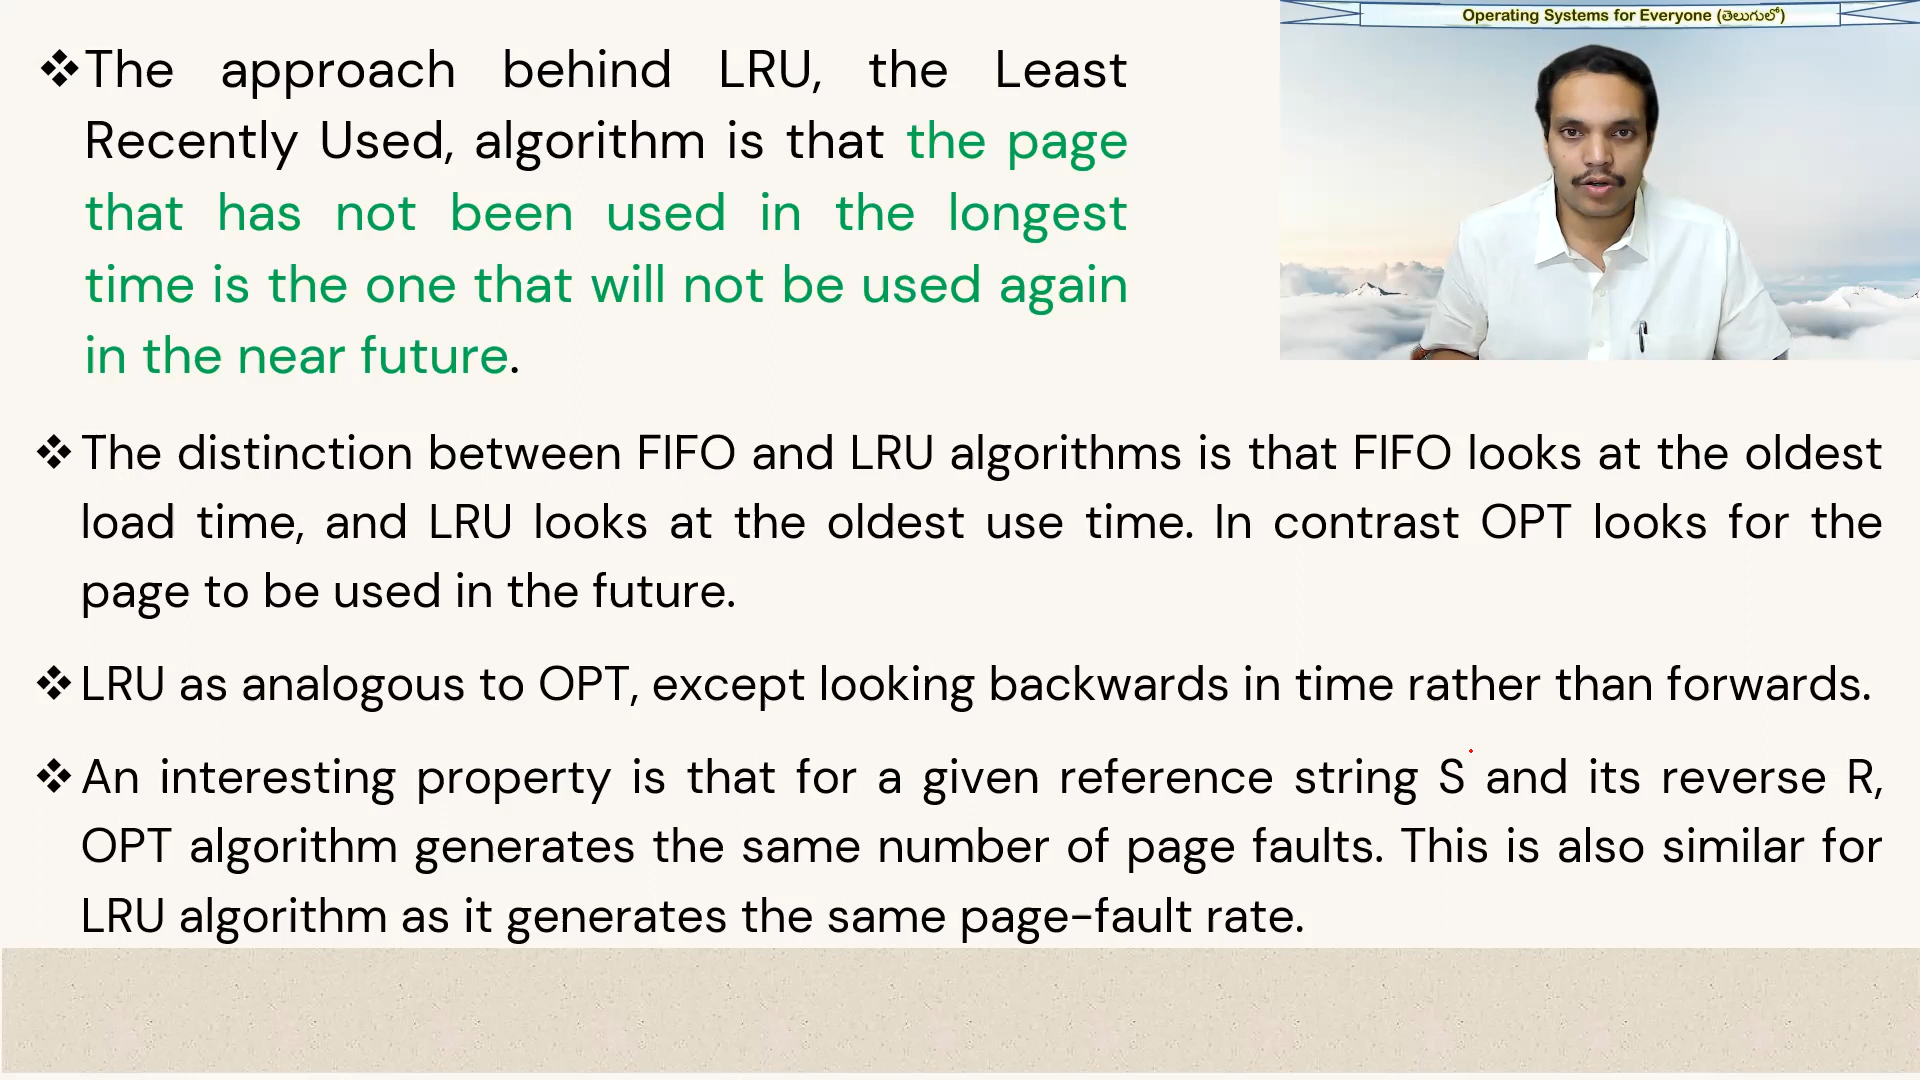 Operating Systems for Everyone (తెలుగులో)
❖The approach behind LRU, the Least
Recently Used, algorithm is that the page
that has not been used in the longest
time is the one that will not be used again
in the near future.
❖The distinction between FIFO and LRU algorithms is that FIFO looks at the oldest
load time, and LRU looks at the oldest use time. In contrast OPT looks for the
page to be used in the future.
❖LRU as analogous to OPT, except looking backwards in time rather than forwards.
❖An interesting property is that for a given reference string S and its reverse R,
OPT algorithm generates the same number of page faults. This is also similar for
LRU algorithm as it generates the same page-fault rate.